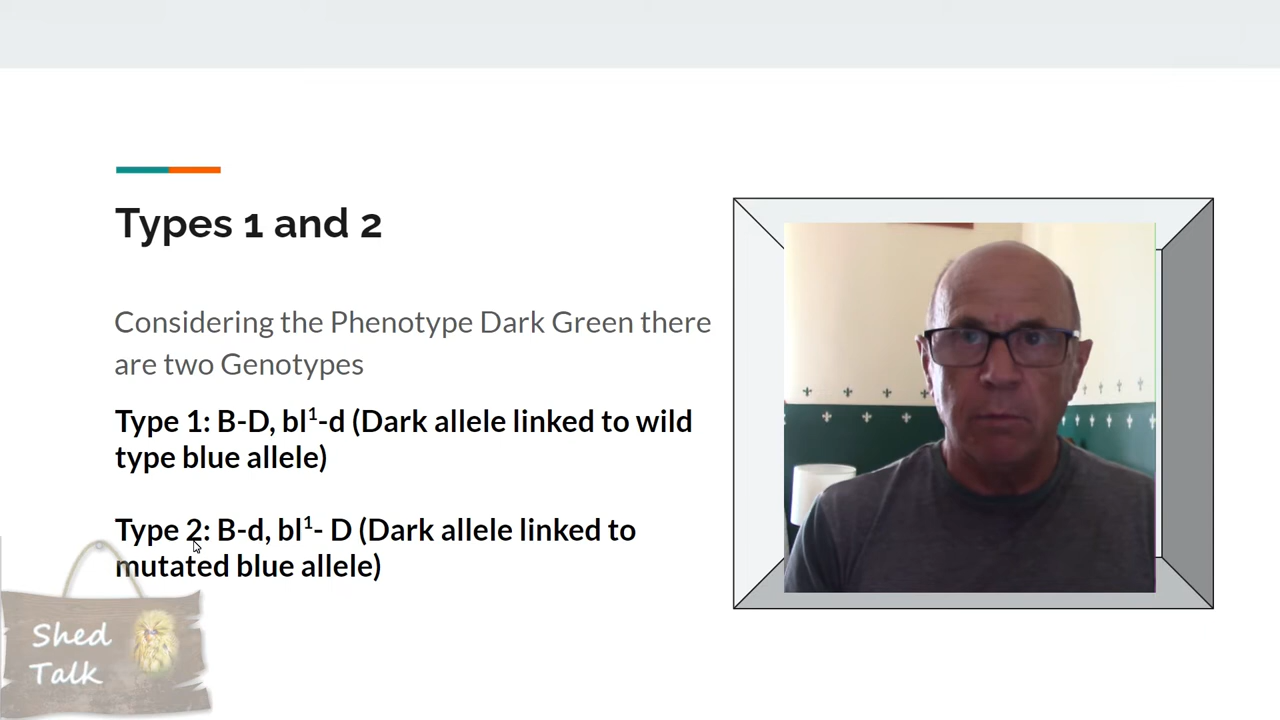 Types 1 and 2
Considering the Phenotype Dark Green there
are two Genotypes
Type 1: B-D, bl¹-d (Dark allele linked to wild
type blue allele)
Type 2: B-d, bl¹- D (Dark allele linked to
mutated blue allele)
Shed
Talk